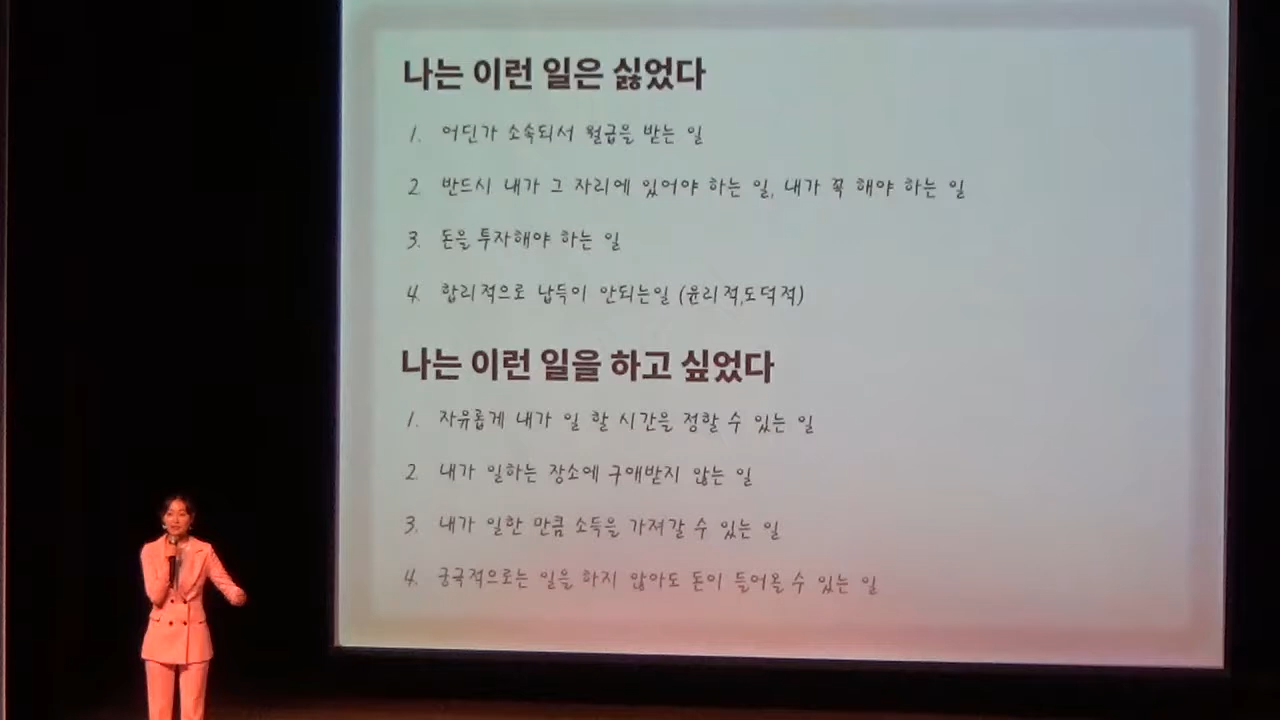 나는 이런 일은 싫었다
1. 어딘가 소속되서 월급을 받는 일
2. 반드시 내가 그 자리에 있어야 하는 일, 내가 꼭 해야 하는 일
3. 돈을 투자해야 하는 일
4. 합리적으로 납득이 안되는일 (윤리적,도덕적)
나는 이런 일을 하고 싶었다
1. 자유롭게 내가 일 할 시간을 정할 수 있는 일
2. 내가 일하는 장소에 구애받지 않는 일
3. 내가 일한 만큼 소득을 가져갈 수 있는 일
4. 궁극적으로는 일을 하지 않아도 돈이 들어올 수 있는 일